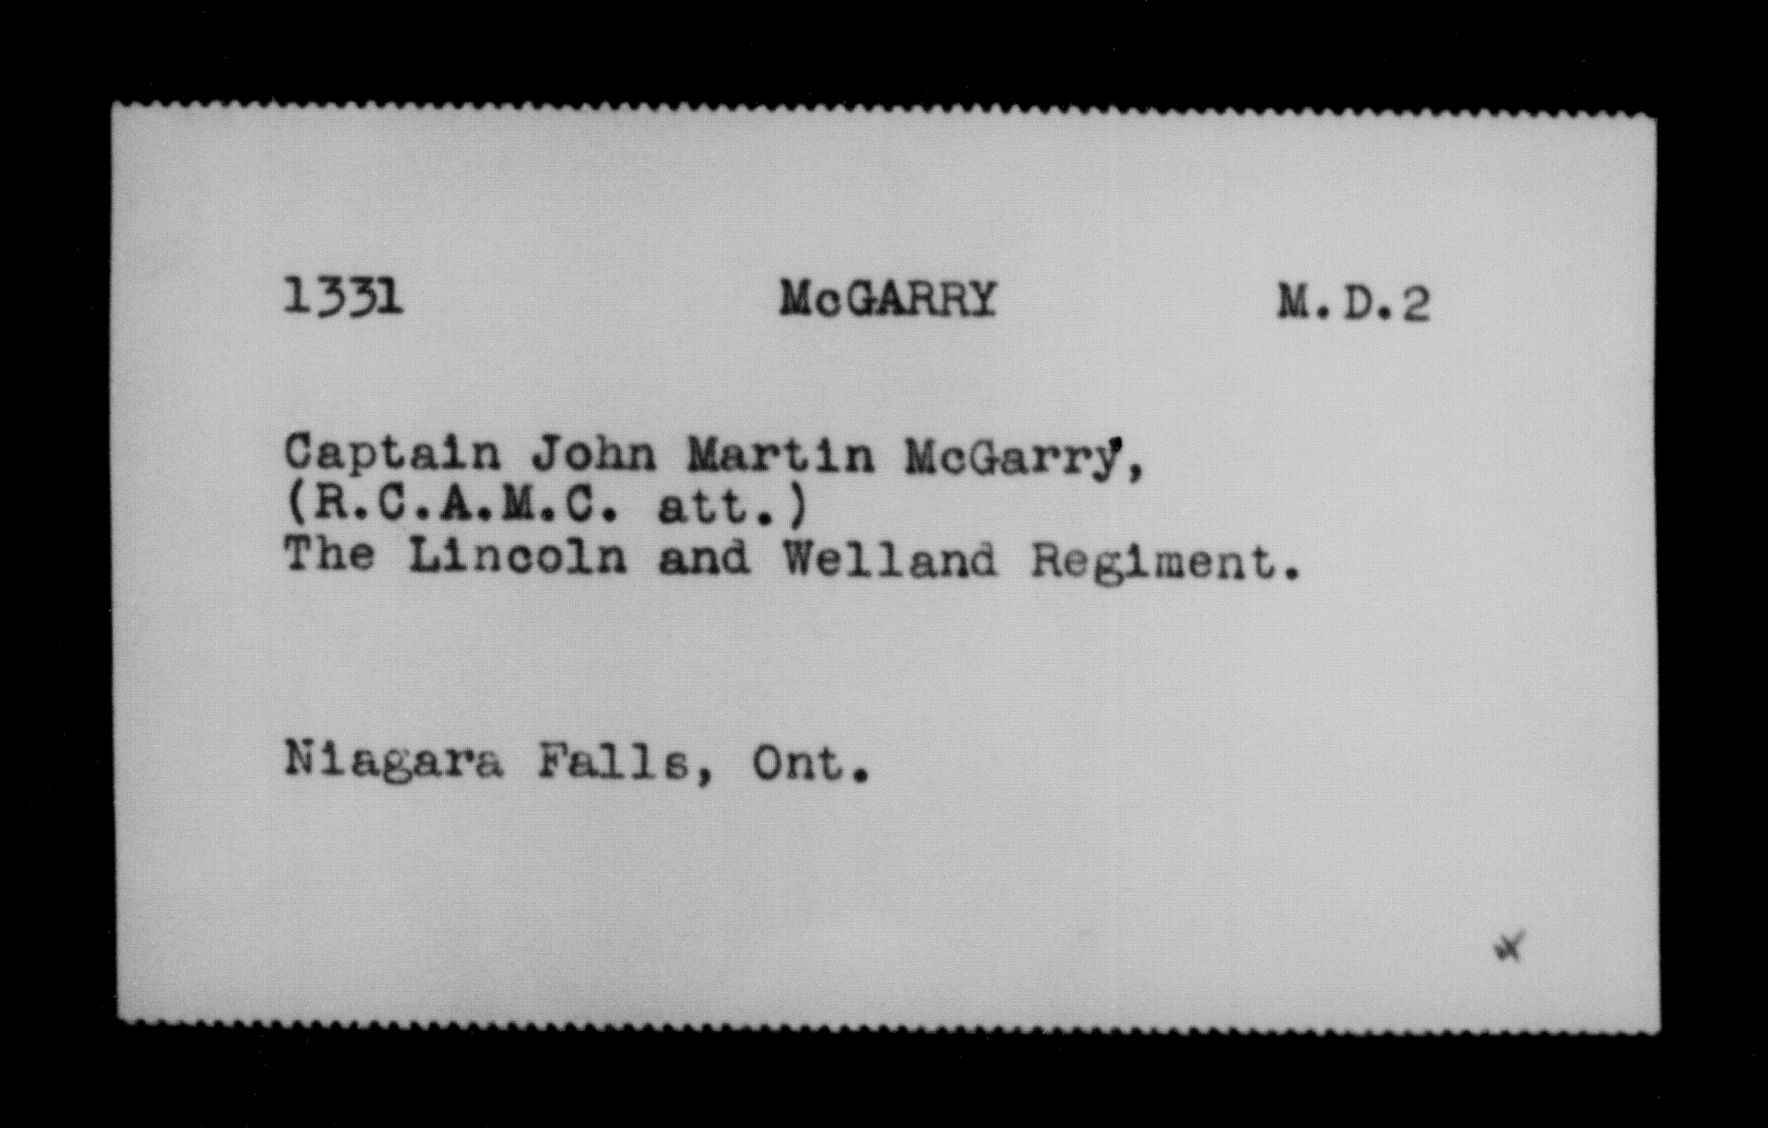 1331 McGARRY M.D.2
Captain John Martin McGarry,
(R.C.A.M.C. att.)
The Lincoln and Welland Regiment.
Niagara Falls, Ont.